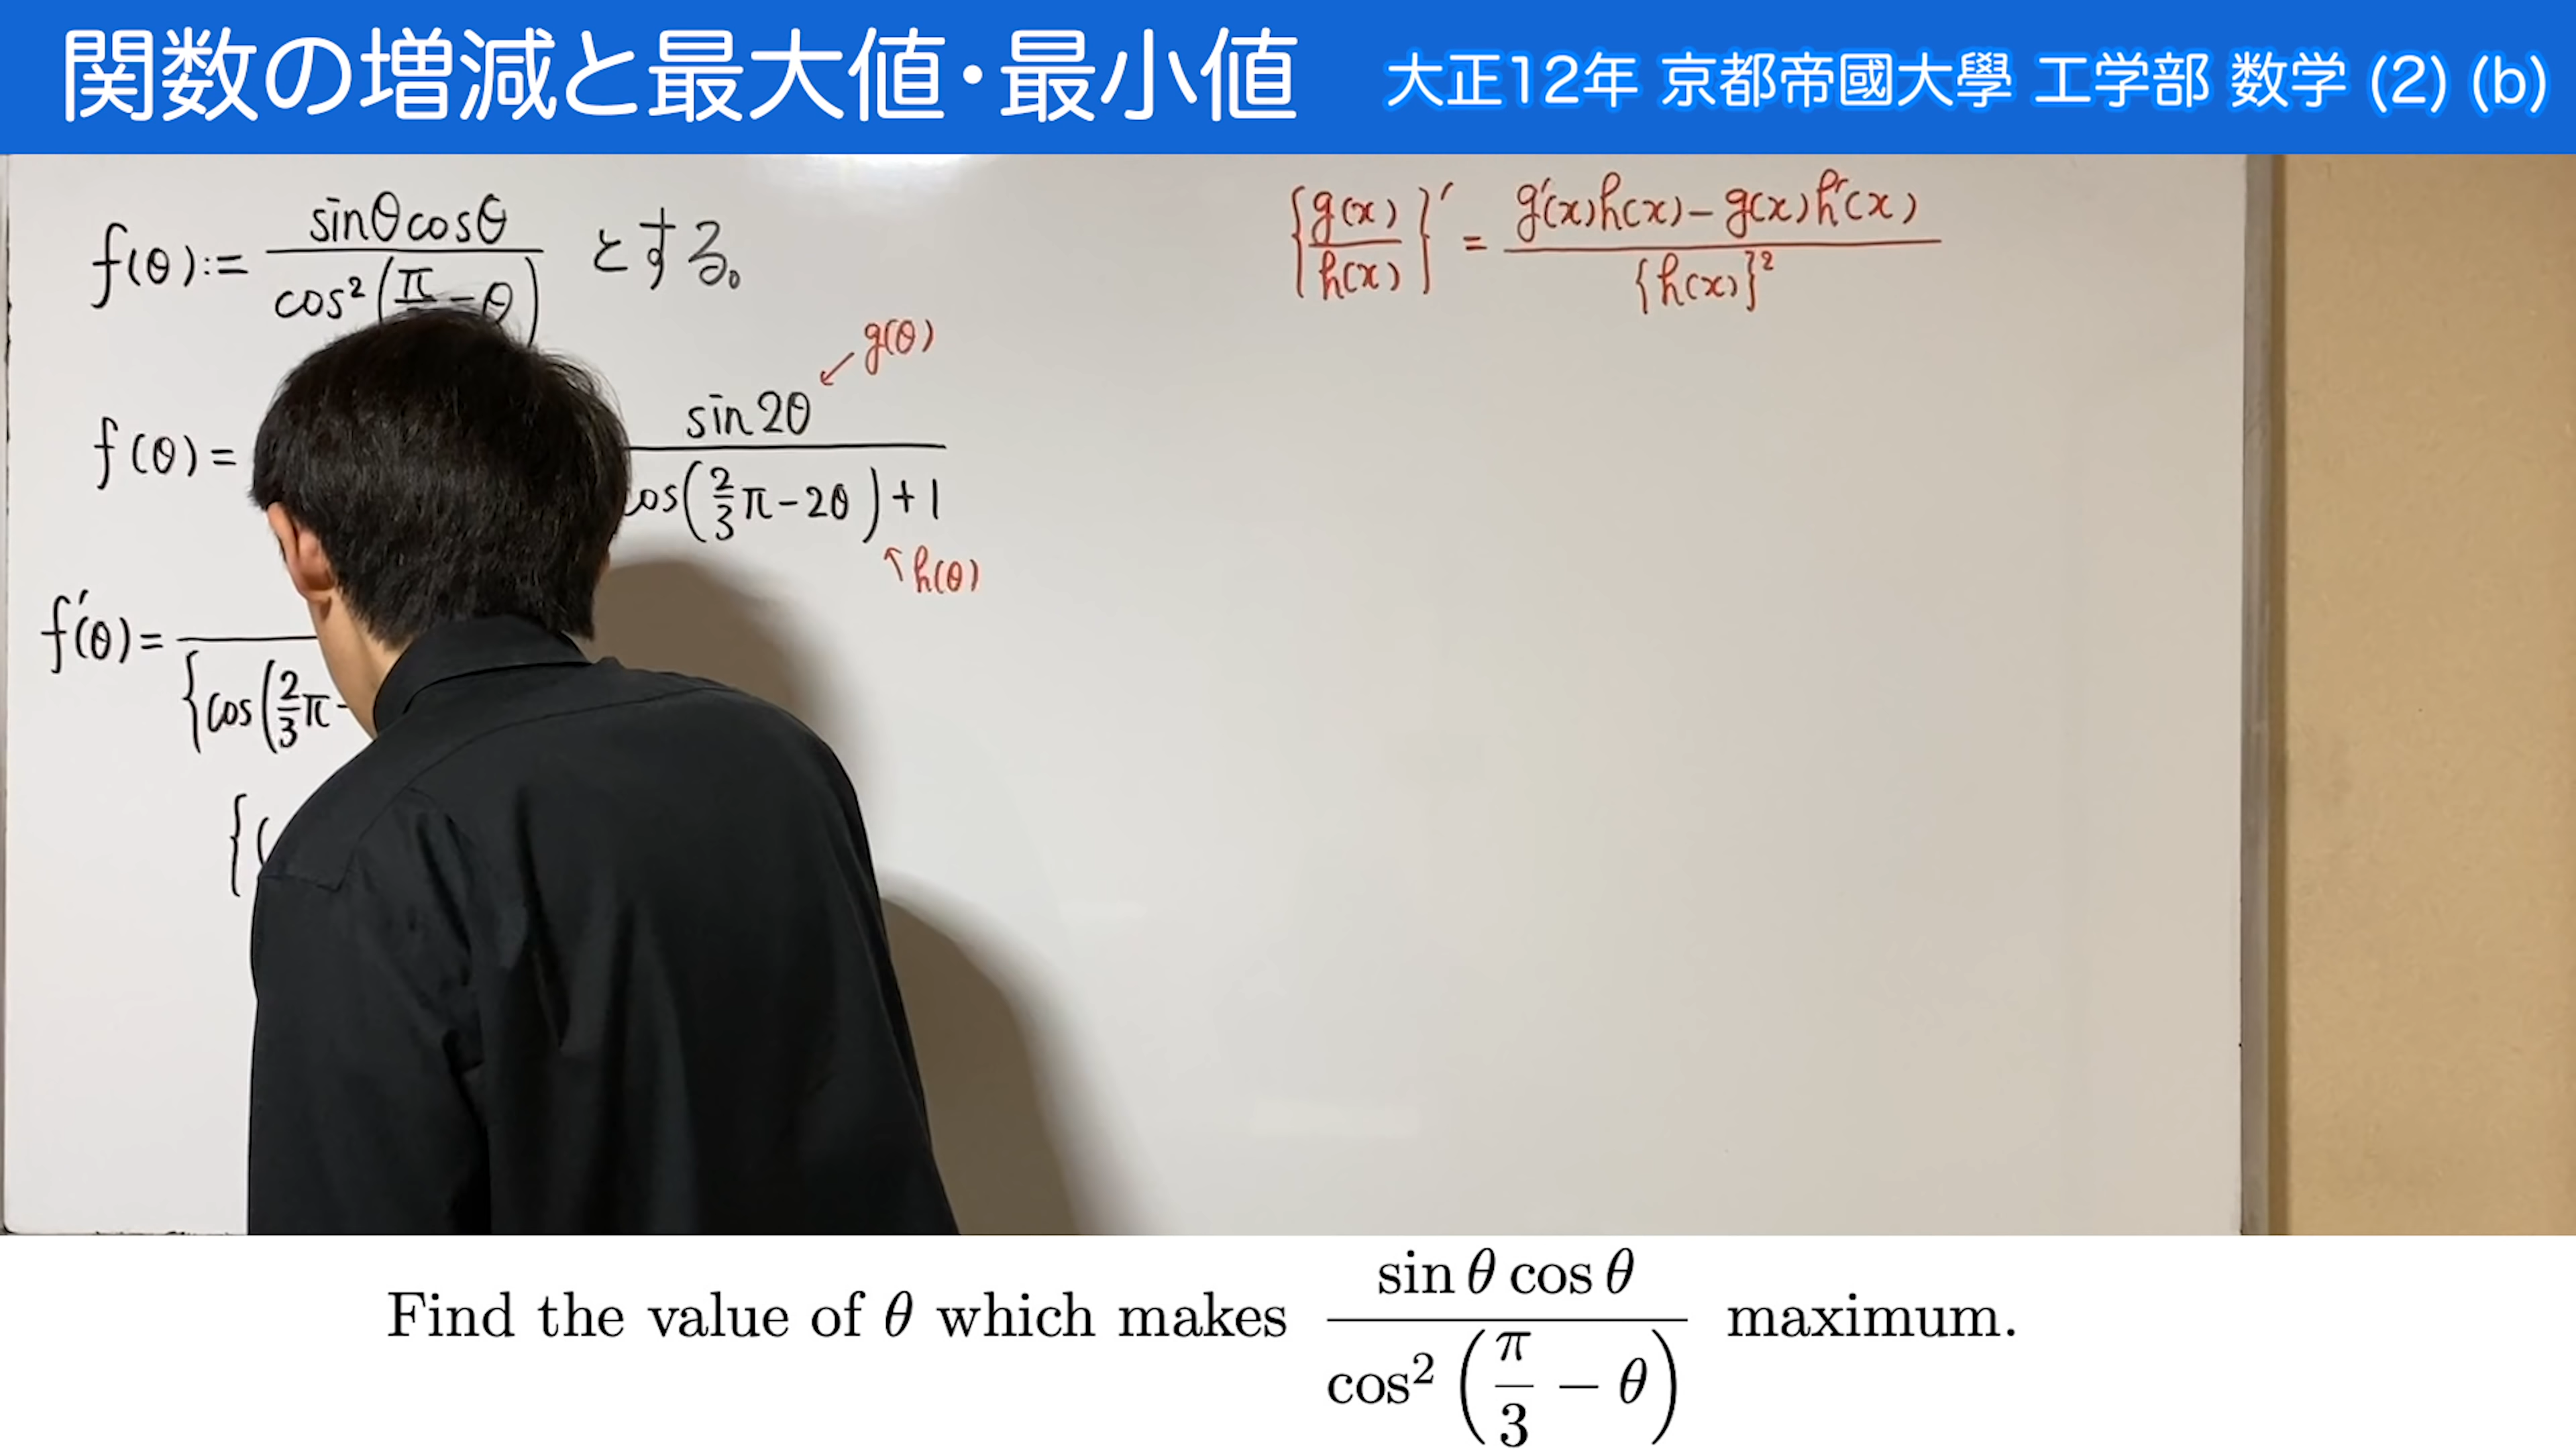 関数の増減と最大値・最小値 大正12年 京都帝國大學 工学部 数学 (2) (b)
f(θ):= sinθcosθ / cos²(π/ -θ) とする。
{g(x)/h(x)}' = g'(x)h(x)-g(x)h'(x) / {h(x)}²
g(θ)
f(θ)= sin2θ / cos(2/3π-2θ)+1
h(θ)
f'(θ)= / {cos(2/3π-
{(
Find the value of θ which makes sin θ cos θ / cos² (π/3 − θ) maximum.